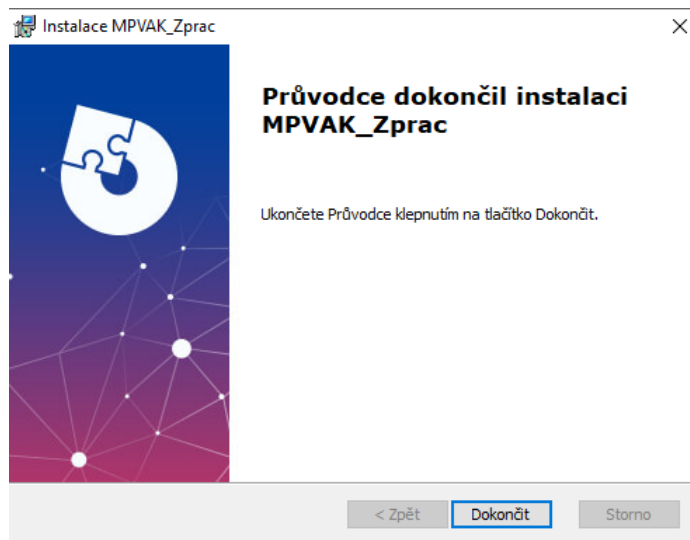 Instalace MPVAK_Zprac
Průvodce dokončil instalaci
MPVAK_Zprac
Ukončete Průvodce klepnutím na tlačítko Dokončit.
< Zpět
Dokončit
Storno